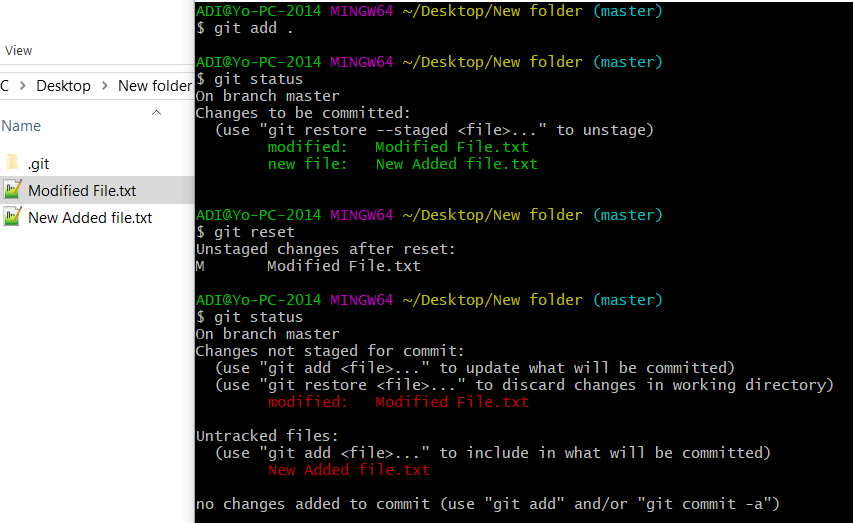 View
C > Desktop > New folder
Name
.git
Modified File.txt
New Added file.txt
ADI@Yo-PC-2014 MINGW64 ~/Desktop/New folder (master)
$ git add .
ADI@Yo-PC-2014 MINGW64 ~/Desktop/New folder (master)
$ git status
On branch master
Changes to be committed:
  (use "git restore --staged <file>..." to unstage)
        modified:   Modified File.txt
        new file:   New Added file.txt
ADI@Yo-PC-2014 MINGW64 ~/Desktop/New folder (master)
$ git reset
Unstaged changes after reset:
M       Modified File.txt
ADI@Yo-PC-2014 MINGW64 ~/Desktop/New folder (master)
$ git status
On branch master
Changes not staged for commit:
  (use "git add <file>..." to update what will be committed)
  (use "git restore <file>..." to discard changes in working directory)
        modified:   Modified File.txt
Untracked files:
  (use "git add <file>..." to include in what will be committed)
        New Added file.txt
no changes added to commit (use "git add" and/or "git commit -a")